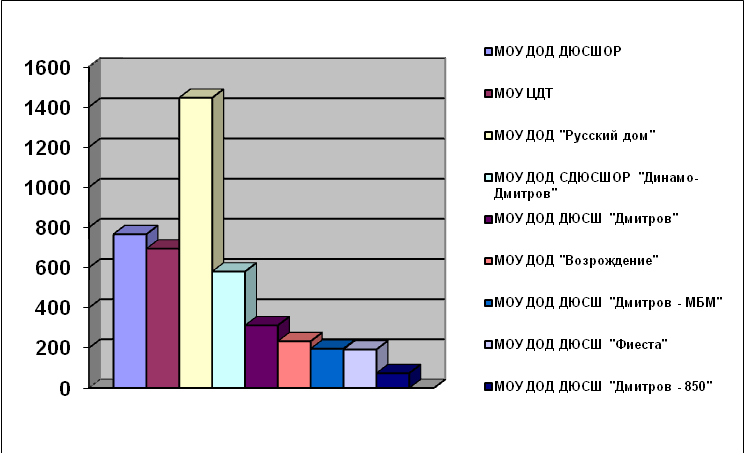 1600
1400
1200
1000
800
600
400
200
0
МОУ ДОД ДЮСШОР
МОУ ЦДТ
МОУ ДОД "Русский дом"
МОУ ДОД СДЮСШОР "Динамо-
Дмитров"
МОУ ДОД ДЮСШ "Дмитров"
МОУ ДОД "Возрождение"
МОУ ДОД ДЮСШ "Дмитров - МБМ"
МОУ ДОД ДЮСШ "Фиеста"
МОУ ДОД ДЮСШ "Дмитров - 850"